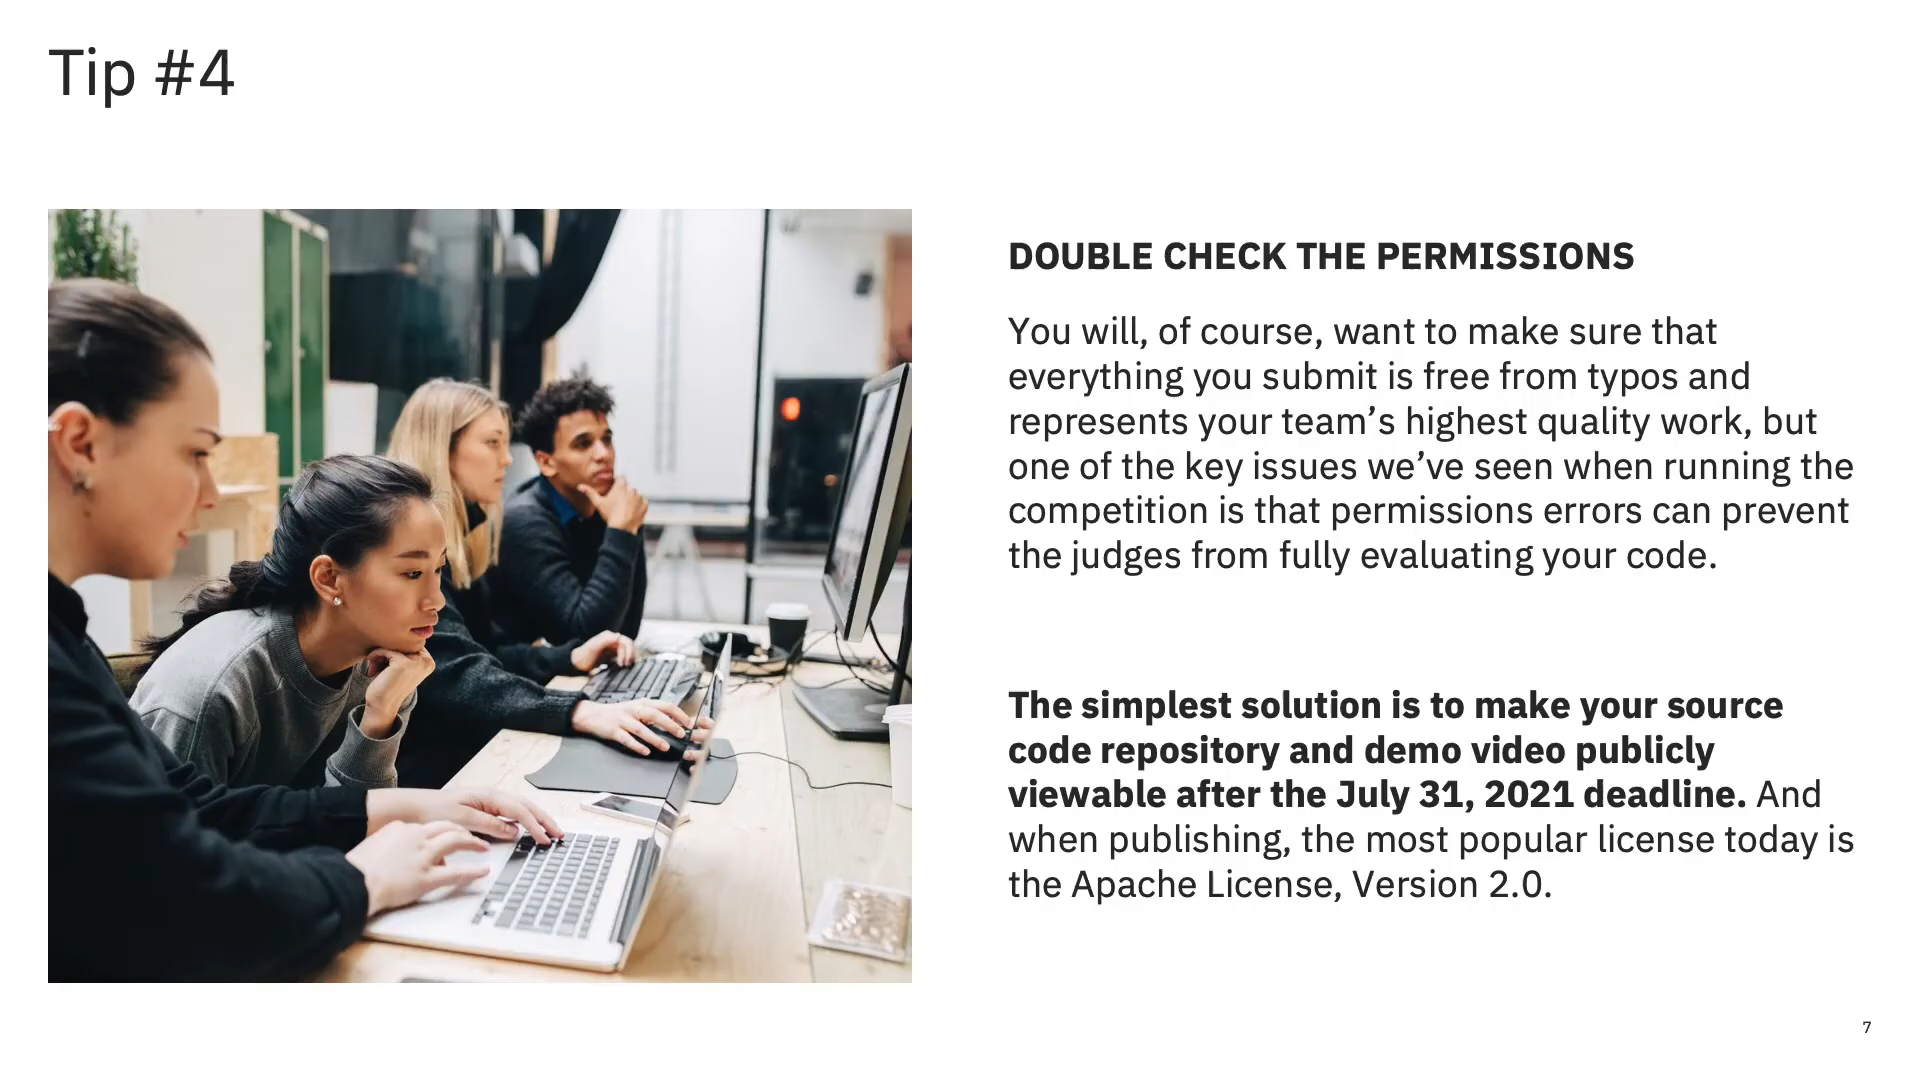 Tip #4
DOUBLE CHECK THE PERMISSIONS
You will, of course, want to make sure that
everything you submit is free from typos and
represents your team’s highest quality work, but
one of the key issues we’ve seen when running the
competition is that permissions errors can prevent
the judges from fully evaluating your code.
The simplest solution is to make your source
code repository and demo video publicly
viewable after the July 31, 2021 deadline. And
when publishing, the most popular license today is
the Apache License, Version 2.0.
7